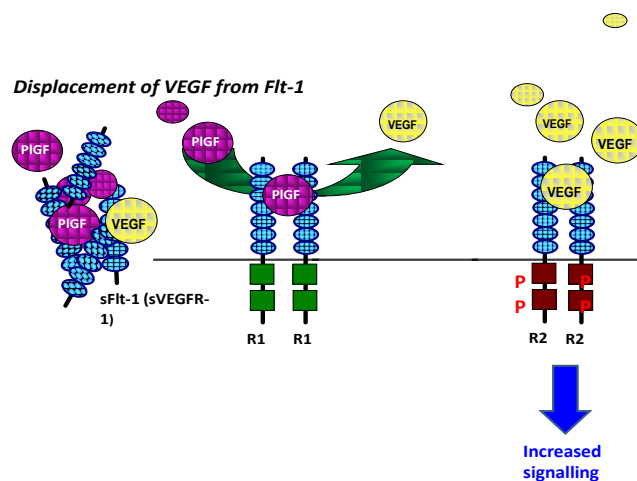 Displacement of VEGF from Flt-1
PlGF
PlGF
VEGF
VEGF
VEGF
PlGF
PlGF
VEGF
VEGF
sFlt-1 (sVEGFR-
1)
P
P
P
P
R1
R1
R2
R2
Increased
signalling